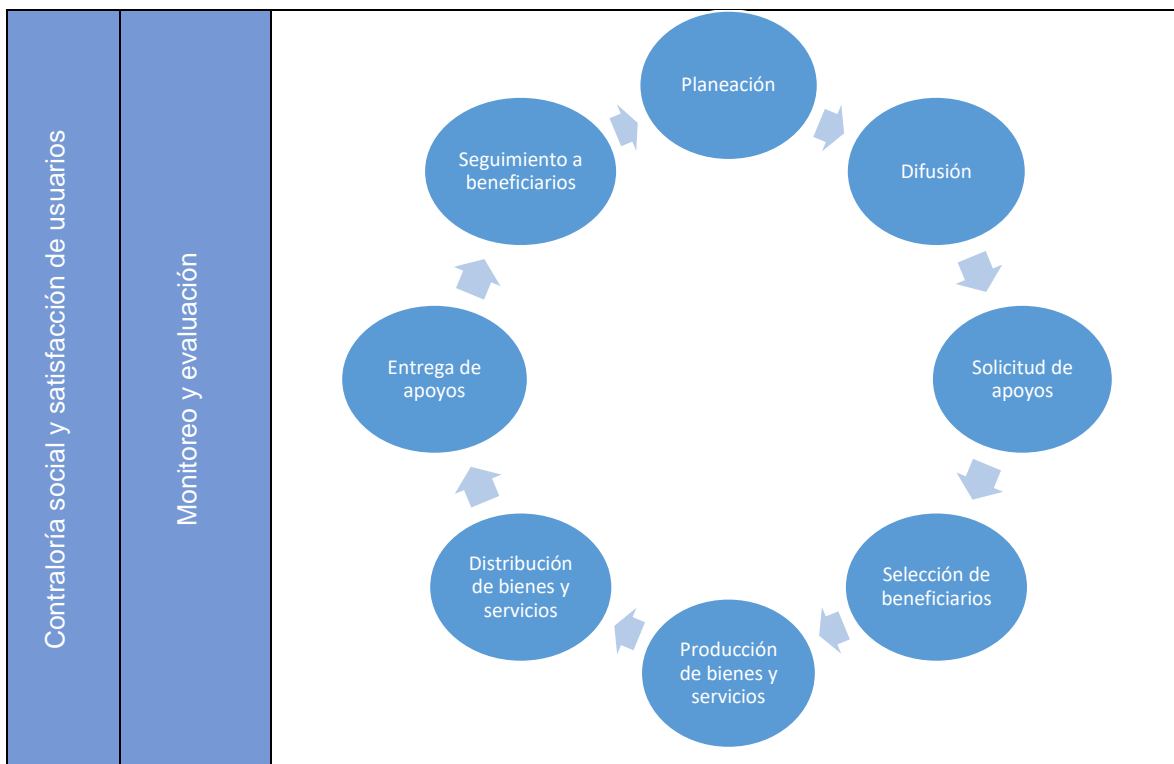 Contraloría social y satisfacción de usuarios
Monitoreo y evaluación
Planeación
Difusión
Solicitud de
apoyos
Selección de
beneficiarios
Producción
de bienes y
servicios
Distribución
de bienes y
servicios
Entrega de
apoyos
Seguimiento a
beneficiarios